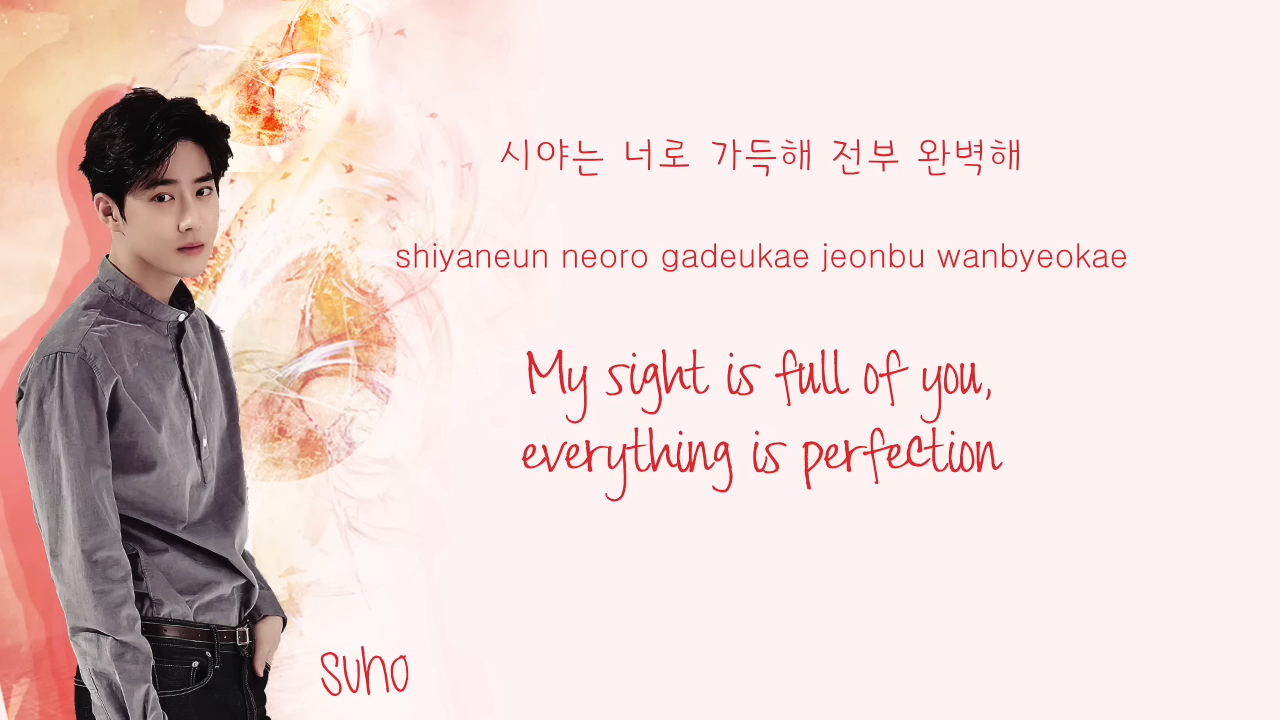 시야는 너로 가득해 전부 완벽해
shiyaneun neoro gadeukae jeonbu wanbyeokae
My sight is full of you,
everything is perfection
suho